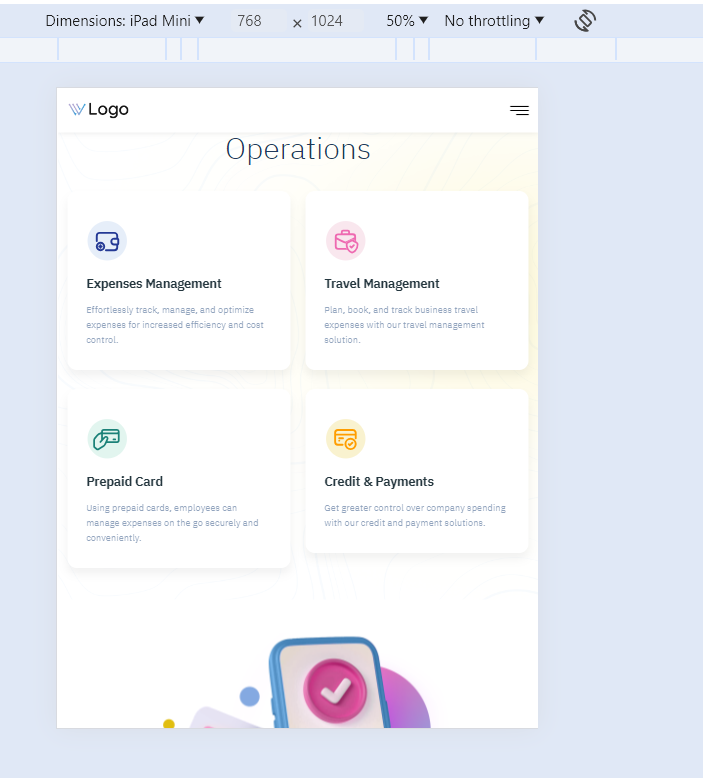 Dimensions: iPad Mini ▼ 768 × 1024 50% ▼ No throttling ▼
Logo
Operations
Expenses Management
Effortlessly track, manage, and optimize
expenses for increased efficiency and cost
control.
Travel Management
Plan, book, and track business travel
expenses with our travel management
solution.
Prepaid Card
Using prepaid cards, employees can
manage expenses on the go securely and
conveniently.
Credit & Payments
Get greater control over company spending
with our credit and payment solutions.